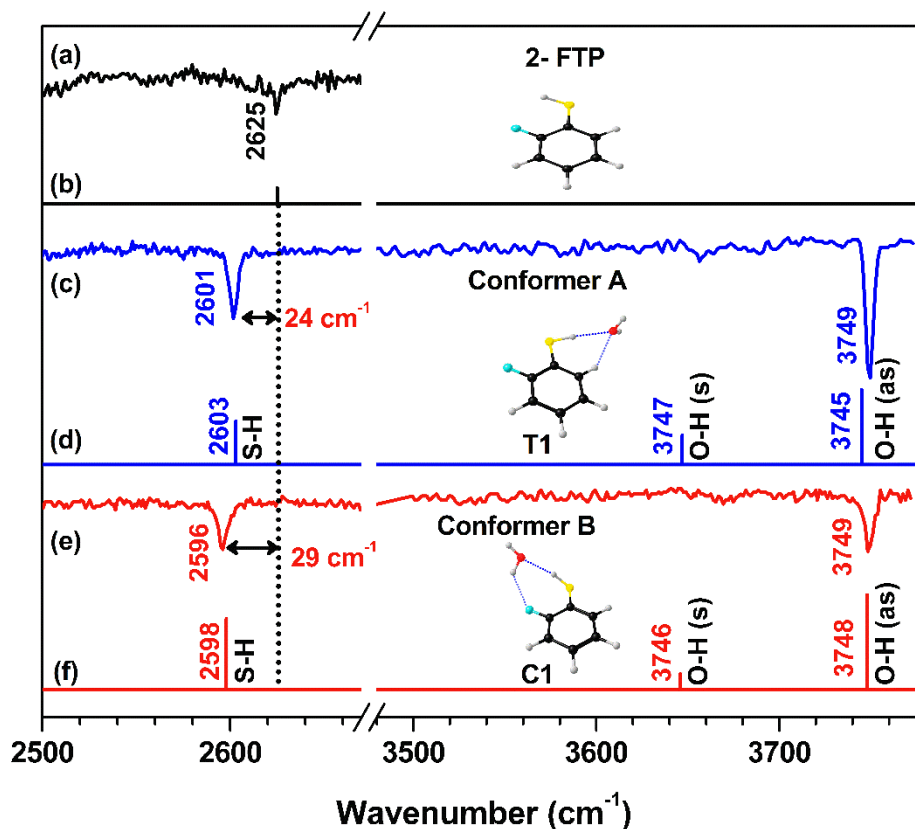 (a)
2- FTP
2625
(b)
(c)
Conformer A
2601
24 cm⁻¹
3749
(d)
2603
S-H
T1
3747
O-H (s)
3745
O-H (as)
(e)
Conformer B
2596
29 cm⁻¹
3749
(f)
2598
S-H
C1
3746
O-H (s)
3748
O-H (as)
2500 2600 3500 3600 3700
Wavenumber (cm⁻¹)